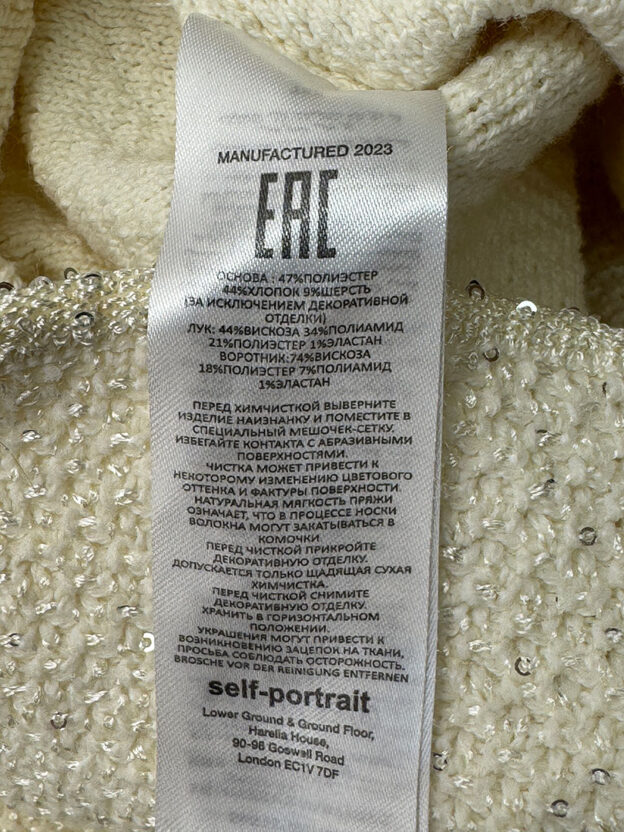 MANUFACTURED 2023
EAC
ОСНОВА : 47%ПОЛИЭСТЕР
44%ХЛОПОК 9%ШЕРСТЬ
(ЗА ИСКЛЮЧЕНИЕМ ДЕКОРАТИВНОЙ
ОТДЕЛКИ)
ЛУК: 44%ВИСКОЗА 34%ПОЛИАМИД
21%ПОЛИЭСТЕР 1%ЭЛАСТАН
ВОРОТНИК:74%ВИСКОЗА
18%ПОЛИЭСТЕР 7%ПОЛИАМИД
1%ЭЛАСТАН
ПЕРЕД ХИМЧИСТКОЙ ВЫВЕРНИТЕ
ИЗДЕЛИЕ НАИЗНАНКУ И ПОМЕСТИТЕ В
СПЕЦИАЛЬНЫЙ МЕШОЧЕК-СЕТКУ.
ИЗБЕГАЙТЕ КОНТАКТА С АБРАЗИВНЫМИ
ПОВЕРХНОСТЯМИ.
ЧИСТКА МОЖЕТ ПРИВЕСТИ К
НЕКОТОРОМУ ИЗМЕНЕНИЮ ЦВЕТОВОГО
ОТТЕНКА И ФАКТУРЫ ПОВЕРХНОСТИ.
НАТУРАЛЬНАЯ МЯГКОСТЬ ПРЯЖИ
ОЗНАЧАЕТ, ЧТО В ПРОЦЕССЕ НОСКИ
ВОЛОКНА МОГУТ ЗАКАТЫВАТЬСЯ В
КОМОЧКИ.
ПЕРЕД ЧИСТКОЙ ПРИКРОЙТЕ
ДЕКОРАТИВНУЮ ОТДЕЛКУ.
ДОПУСКАЕТСЯ ТОЛЬКО ЩАДЯЩАЯ СУХАЯ
ХИМЧИСТКА.
ПЕРЕД ЧИСТКОЙ СНИМИТЕ
ДЕКОРАТИВНУЮ ОТДЕЛКУ.
ХРАНИТЬ В ГОРИЗОНТАЛЬНОМ
ПОЛОЖЕНИИ.
УКРАШЕНИЯ МОГУТ ПРИВЕСТИ К
ВОЗНИКНОВЕНИЮ ЗАЦЕПОК НА ТКАНИ,
ПРОСЬБА СОБЛЮДАТЬ ОСТОРОЖНОСТЬ.
BROSCHE VOR DER REINIGUNG ENTFERNEN
self-portrait
Lower Ground & Ground Floor,
Harella House,
90-98 Goswell Road
London EC1V 7DF